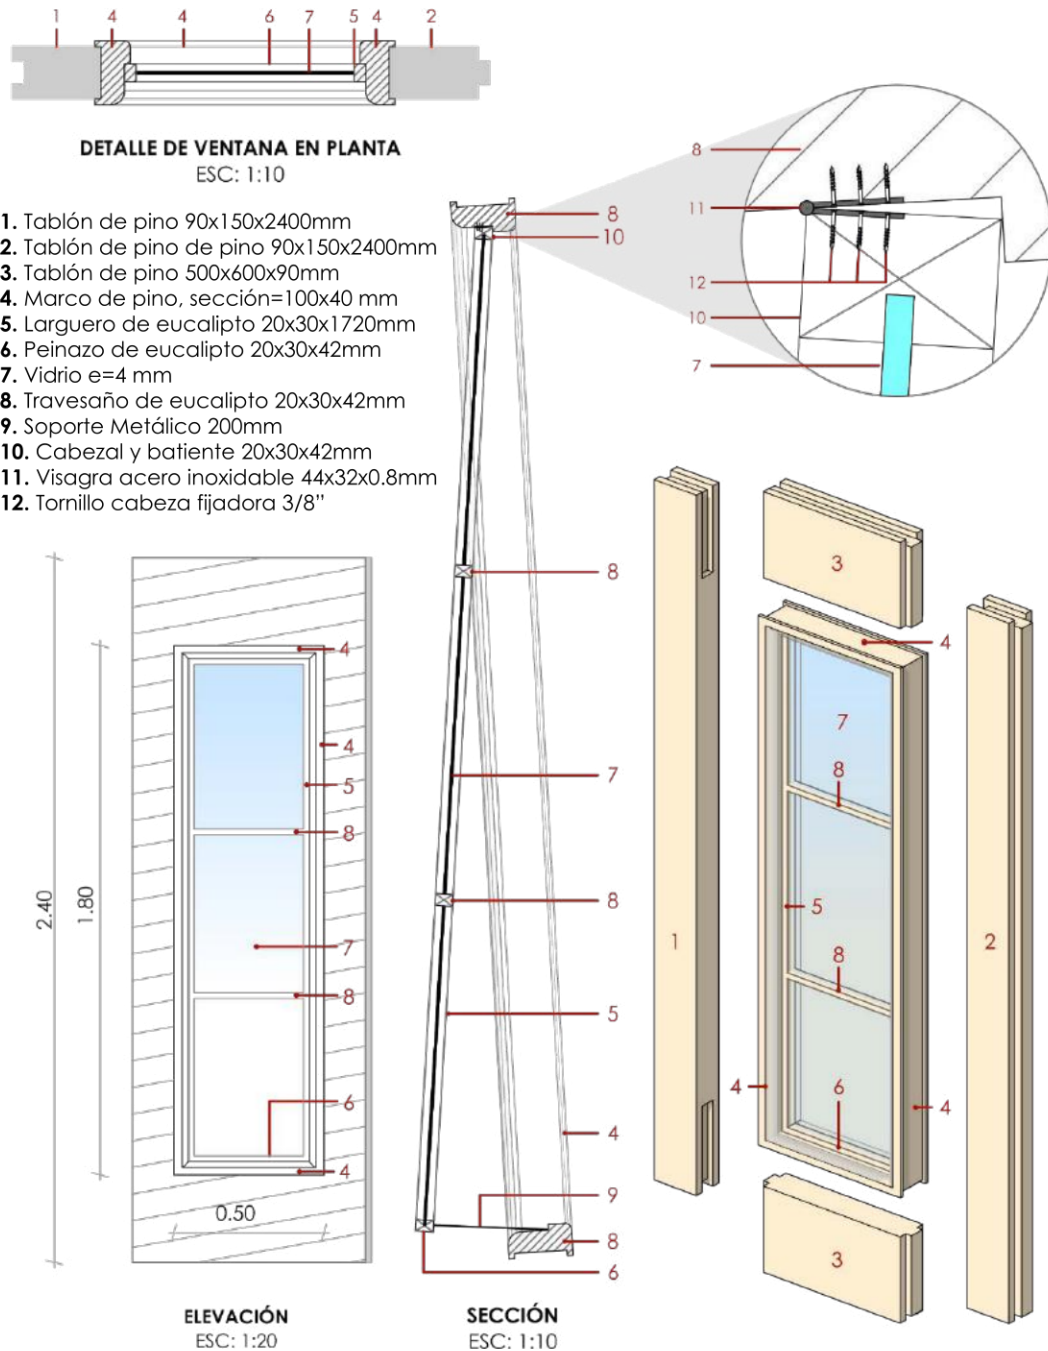 1 4 4 6 7 5 4 2
DETALLE DE VENTANA EN PLANTA
ESC: 1:10
1. Tablón de pino 90x150x2400mm
2. Tablón de pino de pino 90x150x2400mm
3. Tablón de pino 500x600x90mm
4. Marco de pino, sección=100x40 mm
5. Larguero de eucalipto 20x30x1720mm
6. Peinazo de eucalipto 20x30x42mm
7. Vidrio e=4 mm
8. Travesaño de eucalipto 20x30x42mm
9. Soporte Metálico 200mm
10. Cabezal y batiente 20x30x42mm
11. Visagra acero inoxidable 44x32x0.8mm
12. Tornillo cabeza fijadora 3/8”
8
11
12
10
7
8
10
8
7
8
5
4
9
8
6
SECCIÓN
ESC: 1:10
2.40
1.80
4
4
5
8
7
8
6
4
0.50
ELEVACIÓN
ESC: 1:20
3
4
7
8
5
1
2
8
4
6
4
3